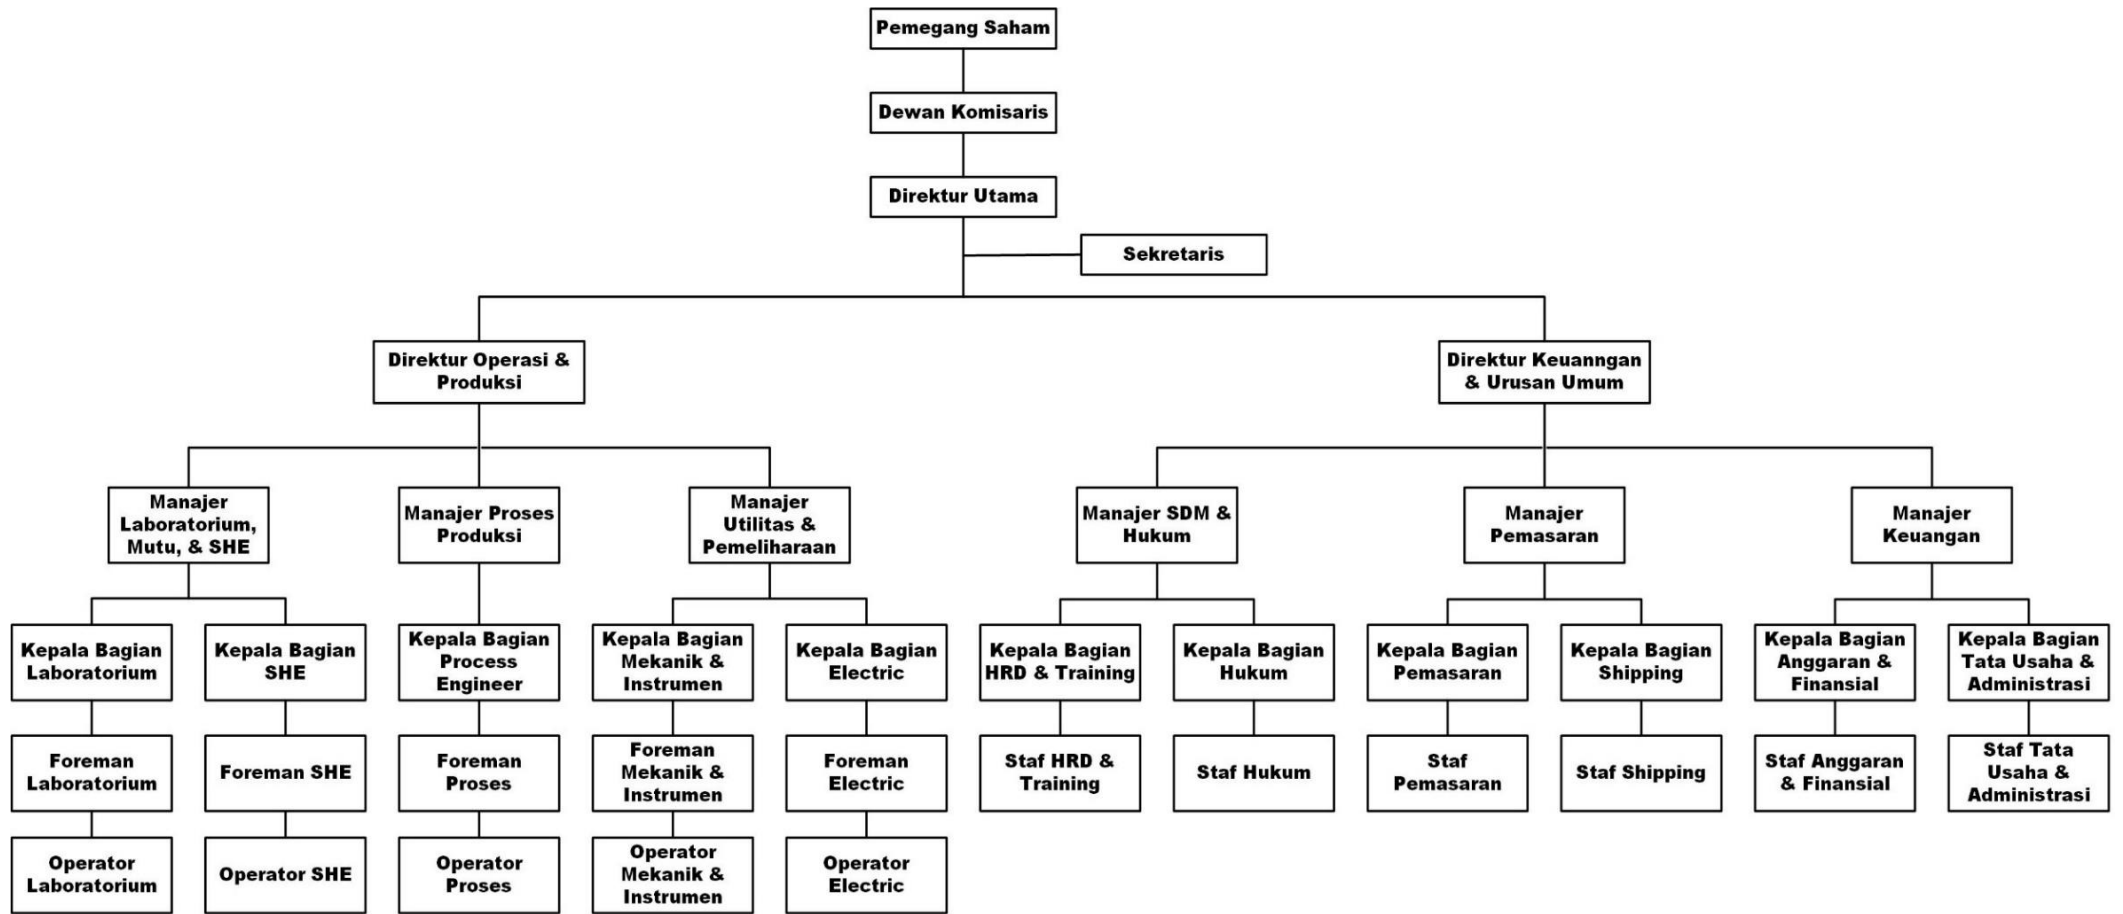 Pemegang Saham
Dewan Komisaris
Direktur Utama
Sekretaris
Direktur Operasi &
Produksi
Direktur Keuanngan
& Urusan Umum
Manajer
Laboratorium,
Mutu, & SHE
Manajer Proses
Produksi
Manajer
Utilitas &
Pemeliharaan
Manajer SDM &
Hukum
Manajer
Pemasaran
Manajer
Keuangan
Kepala Bagian
Laboratorium
Kepala Bagian
SHE
Kepala Bagian
Process
Engineer
Kepala Bagian
Mekanik &
Instrumen
Kepala Bagian
Electric
Kepala Bagian
HRD & Training
Kepala Bagian
Hukum
Kepala Bagian
Pemasaran
Kepala Bagian
Shipping
Kepala Bagian
Anggaran &
Finansial
Kepala Bagian
Tata Usaha &
Administrasi
Foreman
Laboratorium
Foreman SHE
Foreman
Proses
Foreman
Mekanik &
Instrumen
Foreman
Electric
Staf HRD &
Training
Staf Hukum
Staf
Pemasaran
Staf Shipping
Staf Anggaran
& Finansial
Staf Tata
Usaha &
Administrasi
Operator
Laboratorium
Operator SHE
Operator
Proses
Operator
Mekanik &
Instrumen
Operator
Electric